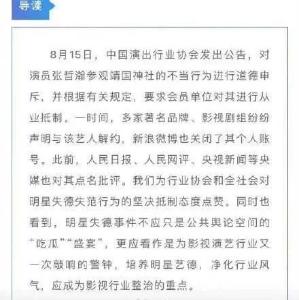 导读
8月15日，中国演出行业协会发出公告，对
演员张哲瀚参观靖国神社的不当行为进行道德申
斥，并根据有关规定，要求会员单位对其进行从
业抵制。一时间，多家著名品牌、影视剧组纷纷
声明与该艺人解约，新浪微博也关闭了其个人账
号。此前，人民日报、人民网评、央视新闻等央
媒也对其点名批评。我们为行业协会和全社会对
明星失德失范行为的坚决抵制态度点赞。同时也
看到，明星失德事件不应只是公共舆论空间的
“吃瓜”“盛宴”，更应看作是为影视演艺行业又
一次敲响的警钟，培养明星艺德，净化行业风
气，应成为影视行业整治的重点。